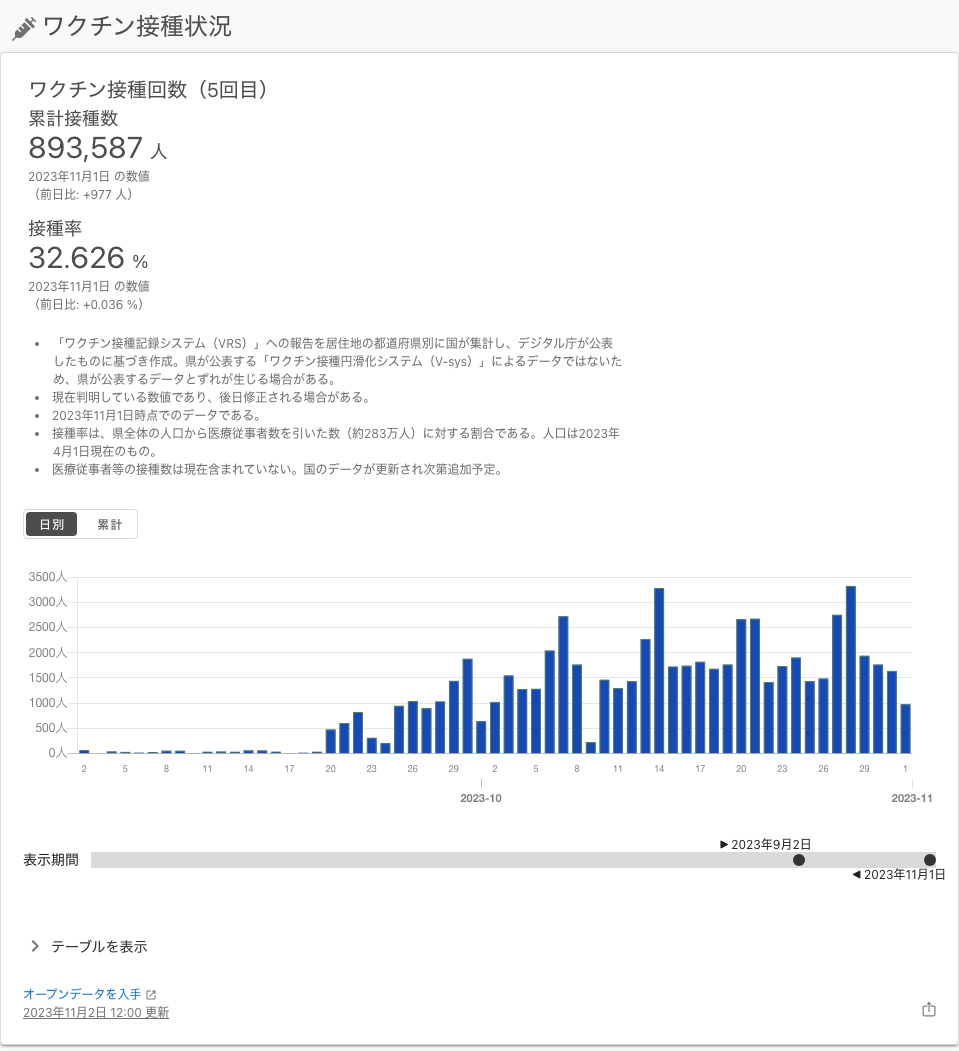 ワクチン接種状況
ワクチン接種回数（5回目）
累計接種数
893,587 人
2023年11月1日 の数値
（前日比: +977 人）
接種率
32.626 %
2023年11月1日 の数値
（前日比: +0.036 %）
• 「ワクチン接種記録システム（VRS）」への報告を居住地の都道府県別に国が集計し、デジタル庁が公表
したものに基づき作成。県が公表する「ワクチン接種円滑化システム（V-sys）」によるデータではないた
め、県が公表するデータとずれが生じる場合がある。
• 現在判明している数値であり、後日修正される場合がある。
• 2023年11月1日時点でのデータである。
• 接種率は、県全体の人口から医療従事者数を引いた数（約283万人）に対する割合である。人口は2023年
4月1日現在のもの。
• 医療従事者等の接種数は現在含まれていない。国のデータが更新され次第追加予定。
日別 累計
3500人
3000人
2500人
2000人
1500人
1000人
500人
0人
2 5 8 11 14 17 20 23 26 29 2 5 8 11 14 17 20 23 26 29 1
2023-10 2023-11
▶ 2023年9月2日
表示期間
◀ 2023年11月1日
テーブルを表示
オープンデータを入手
2023年11月2日 12:00 更新